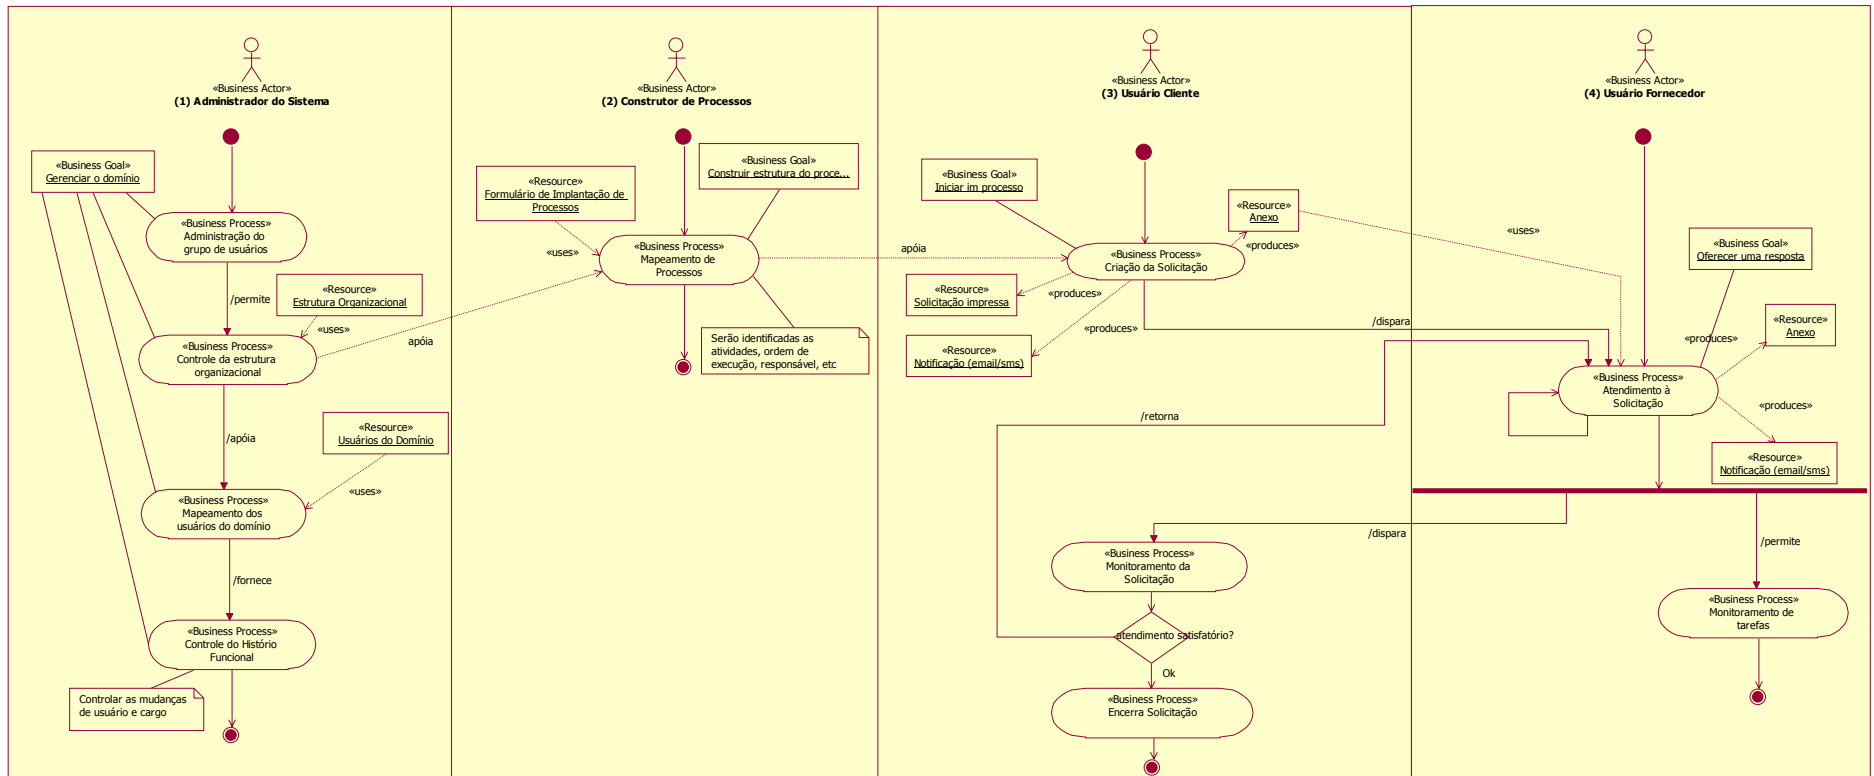 «Business Actor»
(1) Administrador do Sistema
«Business Goal»
Gerenciar o domínio
«Business Process»
Administração do
grupo de usuários
/permite
«Resource»
Estrutura Organizacional
«uses»
«Business Process»
Controle da estrutura
organizacional
apóia
/apóia
«Resource»
Usuários do Domínio
«uses»
«Business Process»
Mapeamento dos
usuários do domínio
/fornece
«Business Process»
Controle do Histório
Funcional
Controlar as mudanças
de usuário e cargo
«Business Actor»
(2) Construtor de Processos
«Resource»
Formulário de Implantação de
Processos
«uses»
«Business Goal»
Construir estrutura do proce...
«Business Process»
Mapeamento de
Processos
Serão identificadas as
atividades, ordem de
execução, responsável, etc
«Business Actor»
(3) Usuário Cliente
«Business Goal»
Iniciar im processo
«Resource»
Anexo
«produces»
apóia
«Business Process»
Criação da Solicitação
«Resource»
Solicitação impressa
«produces»
«produces»
«Resource»
Notificação (email/sms)
/dispara
/retorna
/dispara
«Business Process»
Monitoramento da
Solicitação
atendimento satisfatório?
Ok
«Business Process»
Encerra Solicitação
«Business Actor»
(4) Usuário Fornecedor
«uses»
«Business Goal»
Oferecer uma resposta
«Resource»
Anexo
«produces»
«Business Process»
Atendimento à
Solicitação
«produces»
«Resource»
Notificação (email/sms)
/permite
«Business Process»
Monitoramento de
tarefas